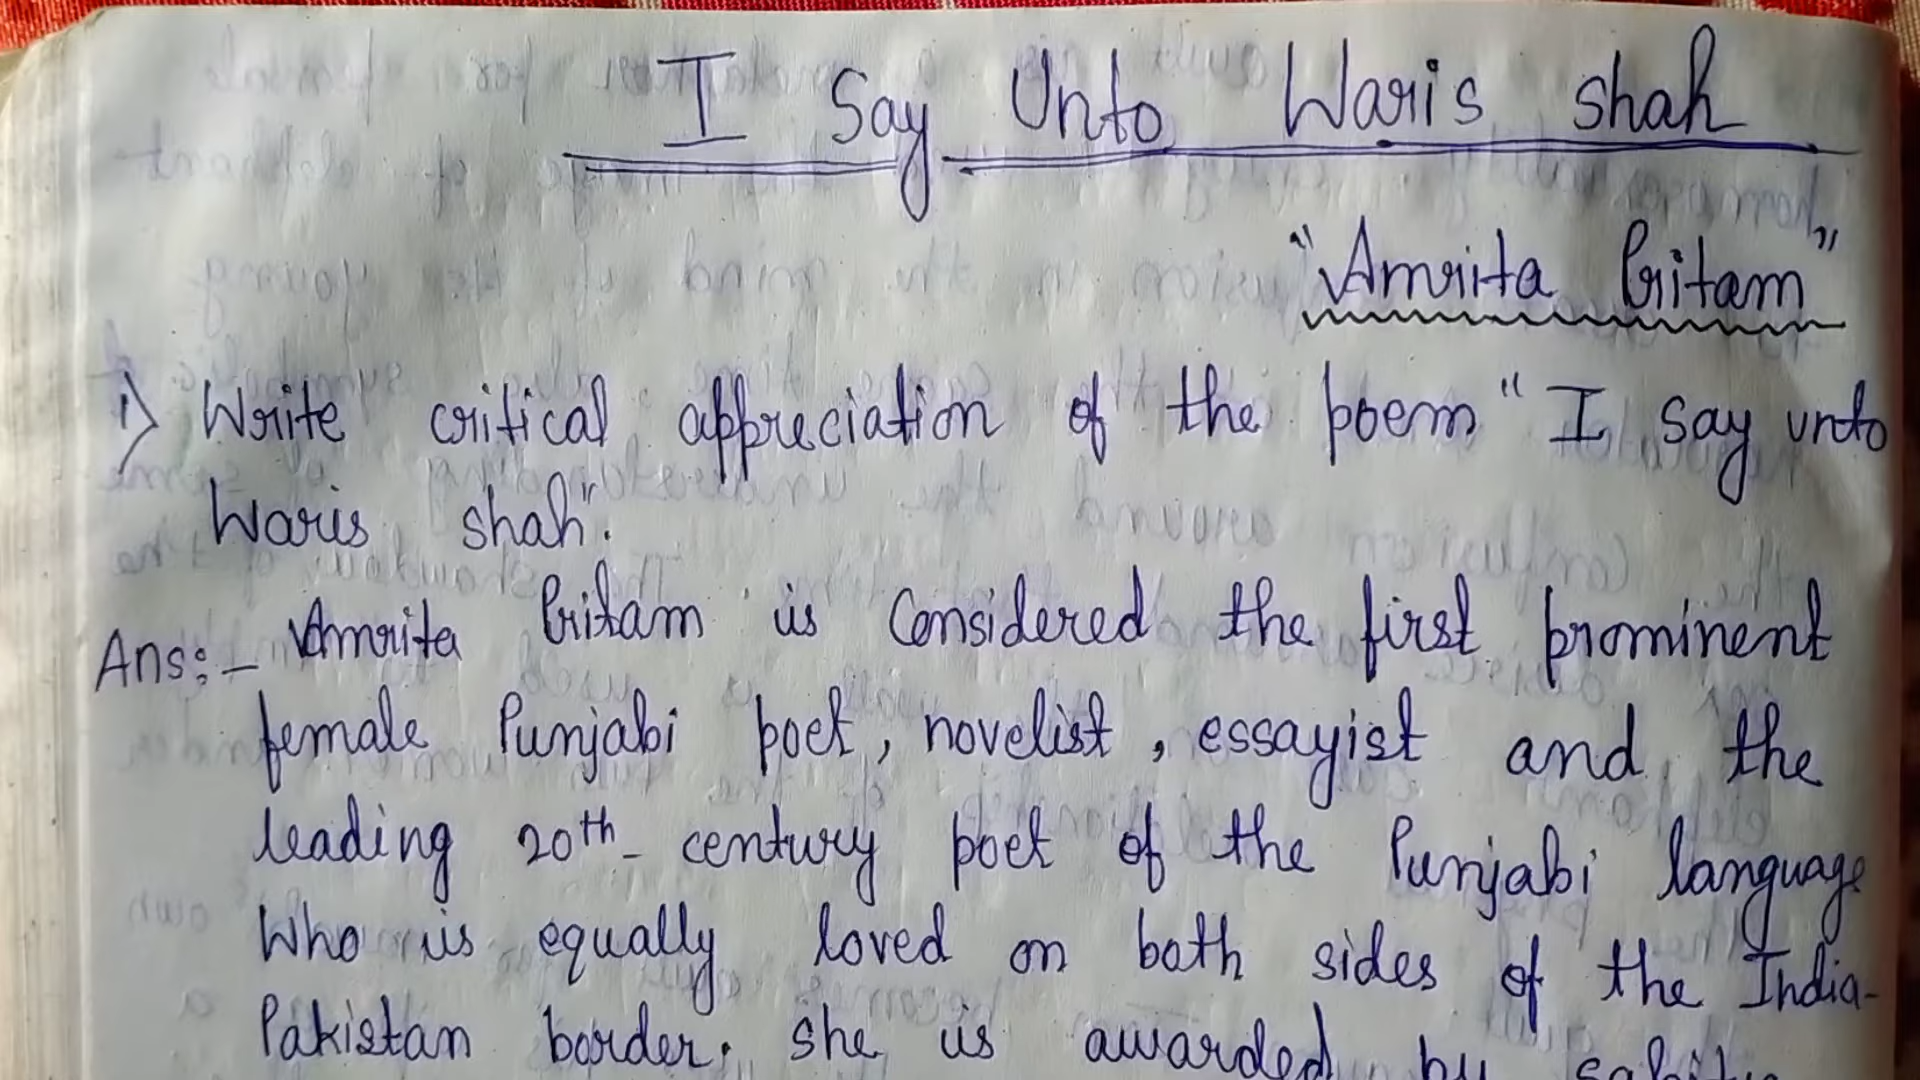 I Say Unto Waris Shah
"Amrita Pritam"
1) Write critical appreciation of the poem "I say unto
Waris shah".
Ans:- Amrita Pritam is Considered the first prominent
female Punjabi poet, novelist, essayist and the
leading 20th- century poet of the Punjabi language
Who is equally loved on both sides of the India-
Pakistan border. she is awarded by